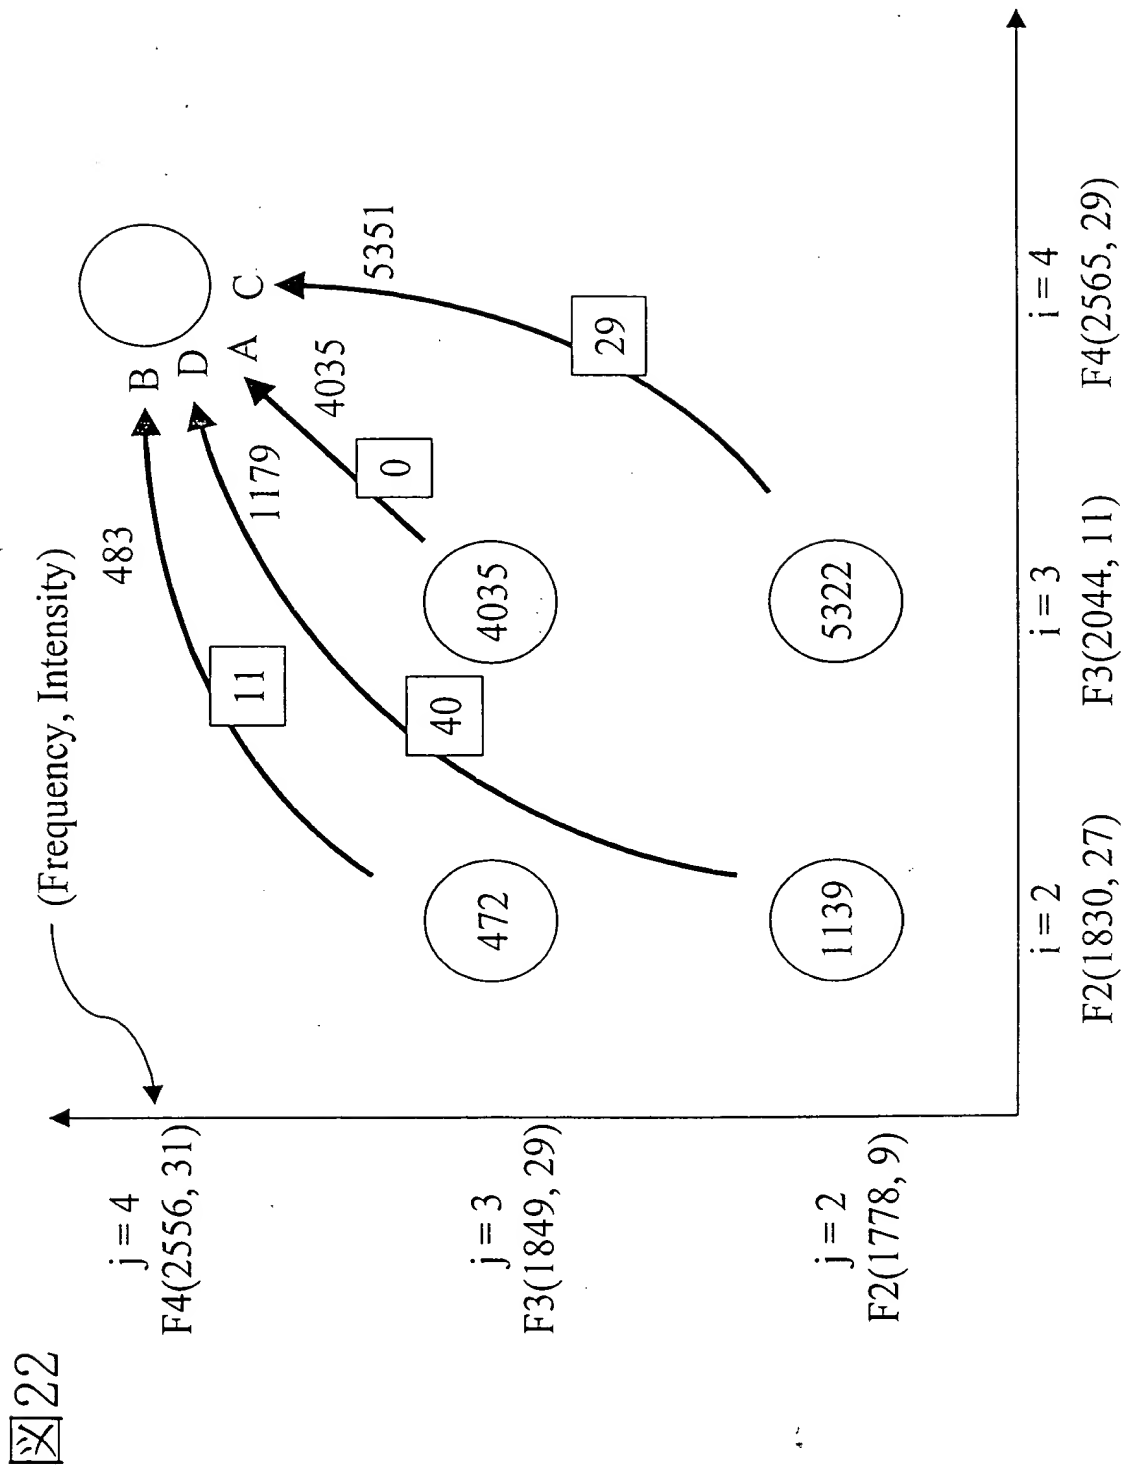 図22
(Frequency, Intensity)
j = 4
F4(2556, 31)
j = 3
F3(1849, 29)
j = 2
F2(1778, 9)
483
B
D
A
C
11
1179
4035
5351
0
40
29
472
4035
1139
5322
i = 2
F2(1830, 27)
i = 3
F3(2044, 11)
i = 4
F4(2565, 29)